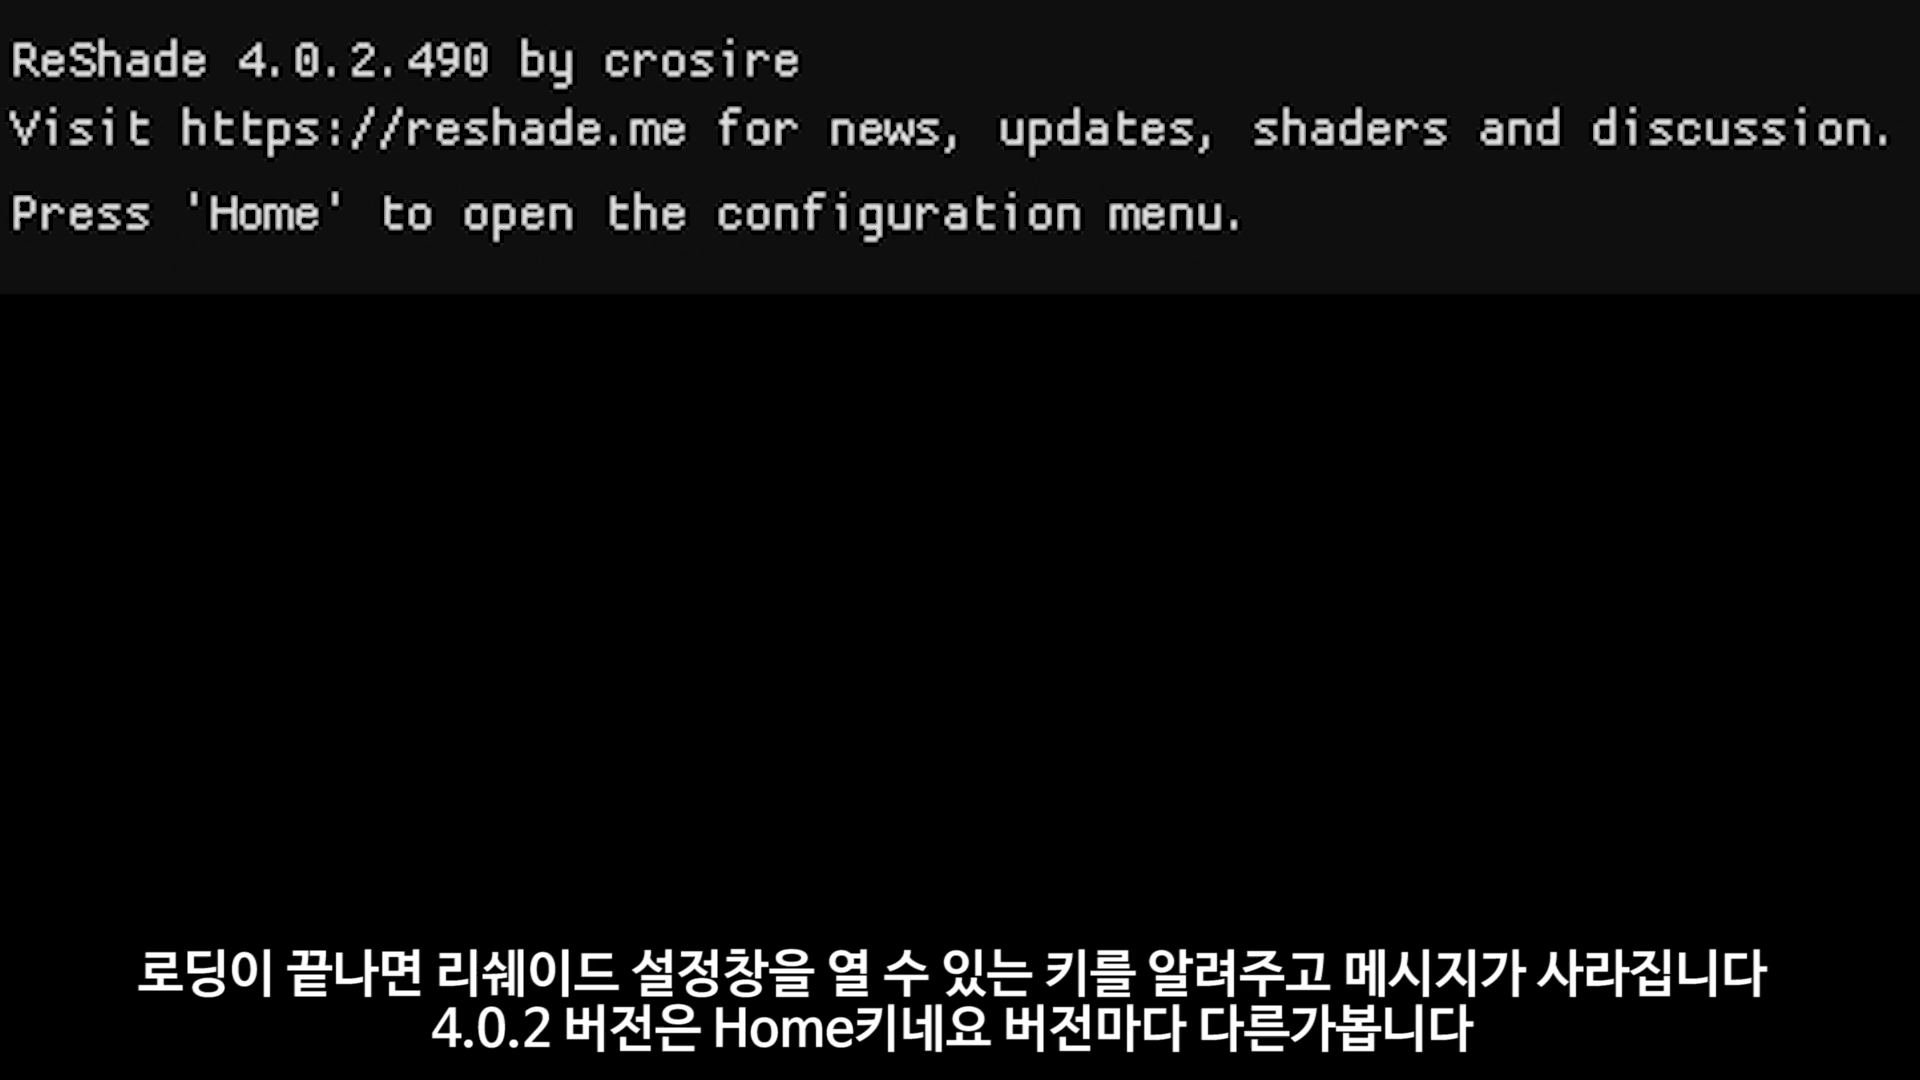 ReShade 4.0.2.490 by crosire
Visit https://reshade.me for news, updates, shaders and discussion.
Press 'Home' to open the configuration menu.
로딩이 끝나면 리쉐이드 설정창을 열 수 있는 키를 알려주고 메시지가 사라집니다
4.0.2 버전은 Home키네요 버전마다 다른가봅니다